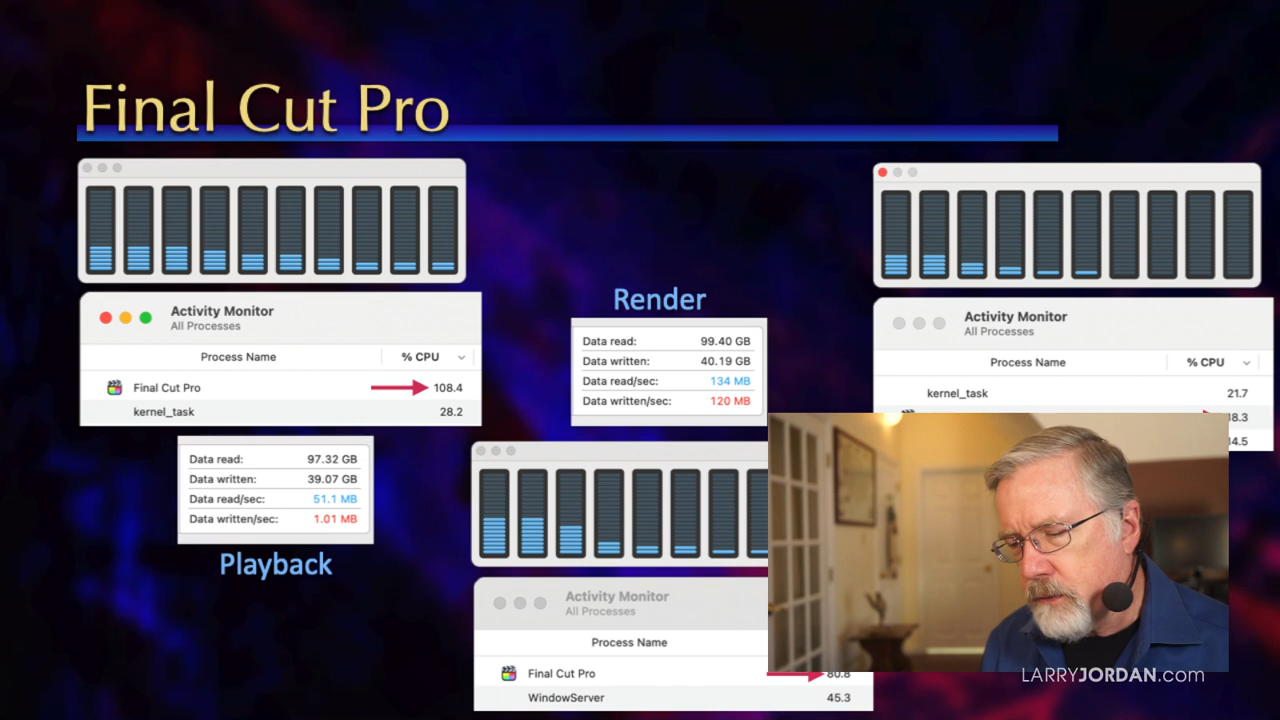 Final Cut Pro
Activity Monitor
All Processes
Process Name % CPU
Final Cut Pro 108.4
kernel_task 28.2
Data read: 97.32 GB
Data written: 39.07 GB
Data read/sec: 51.1 MB
Data written/sec: 1.01 MB
Playback
Render
Data read: 99.40 GB
Data written: 40.19 GB
Data read/sec: 134 MB
Data written/sec: 120 MB
Activity Monitor
All Processes
Process Name
Final Cut Pro 80.8
WindowServer 45.3
Activity Monitor
All Processes
Process Name % CPU
kernel_task 21.7
LARRYJORDAN.com